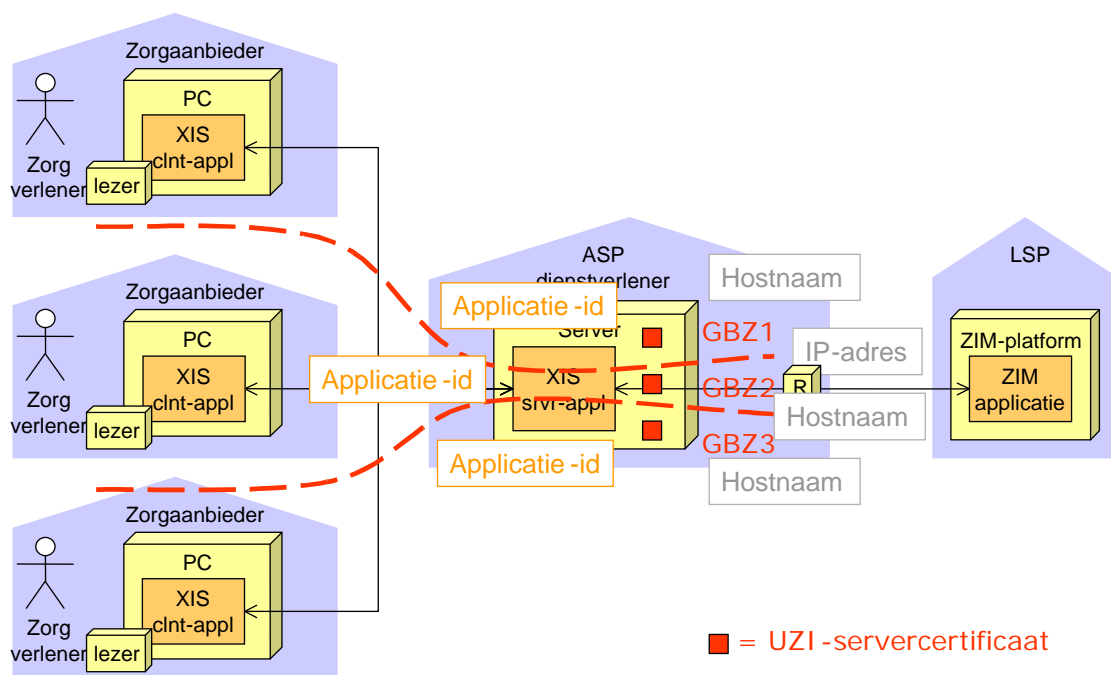 Zorgaanbieder
PC
XIS
clnt-appl
Zorg
verlener
lezer
Zorgaanbieder
PC
XIS
clnt-appl
Zorg
verlener
lezer
Zorgaanbieder
PC
XIS
clnt-appl
Zorg
verlener
lezer
ASP
dienstverlener
Applicatie -id
Server
Applicatie -id
XIS
srvr-appl
Applicatie -id
Hostnaam
GBZ1
IP-adres
R
GBZ2
Hostnaam
GBZ3
Hostnaam
LSP
ZIM-platform
ZIM
applicatie
= UZI -servercertificaat